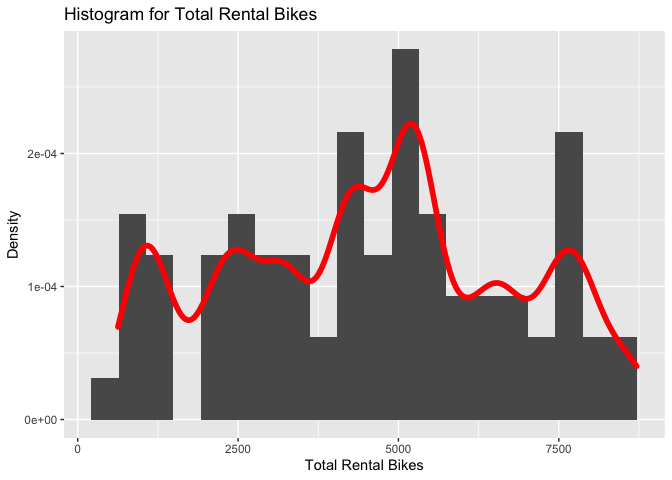 Histogram for Total Rental Bikes
Density
2e-04
1e-04
0e+00
0
2500
5000
7500
Total Rental Bikes